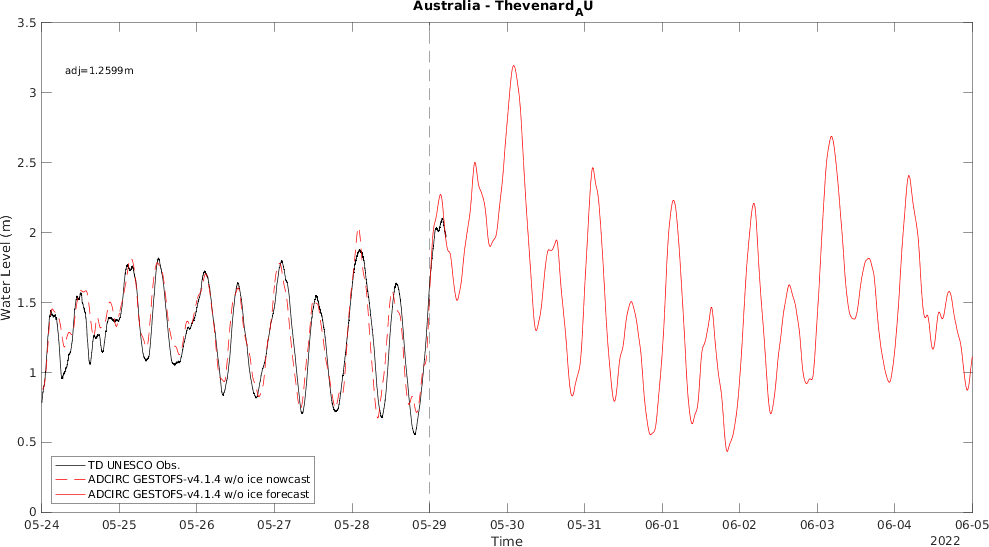 Australia - Thevenard_AU
3.5
adj=1.2599m
3
2.5
2
1.5
1
0.5
0
Water Level (m)
TD UNESCO Obs.
ADCIRC GESTOFS-v4.1.4 w/o ice nowcast
ADCIRC GESTOFS-v4.1.4 w/o ice forecast
05-24 05-25 05-26 05-27 05-28 05-29 05-30 05-31 06-01 06-02 06-03 06-04 06-05
Time
2022